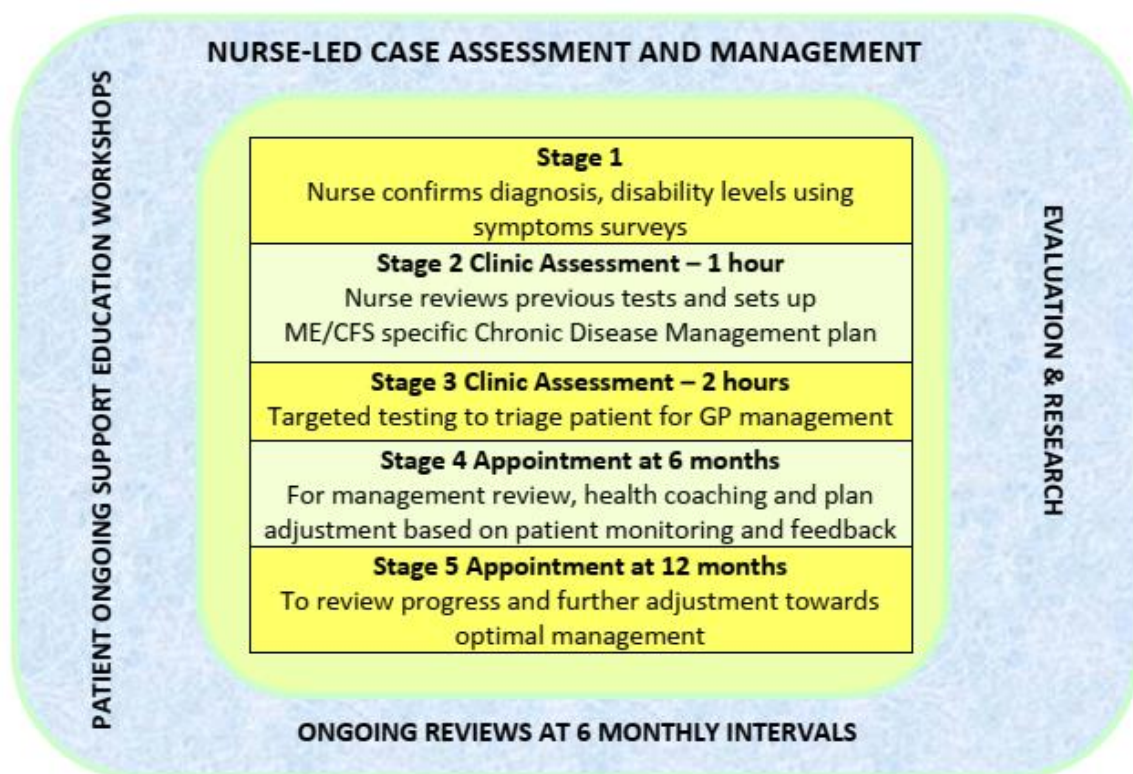 NURSE-LED CASE ASSESSMENT AND MANAGEMENT
PATIENT ONGOING SUPPORT EDUCATION WORKSHOPS
Stage 1
Nurse confirms diagnosis, disability levels using
symptoms surveys
Stage 2 Clinic Assessment – 1 hour
Nurse reviews previous tests and sets up
ME/CFS specific Chronic Disease Management plan
Stage 3 Clinic Assessment – 2 hours
Targeted testing to triage patient for GP management
Stage 4 Appointment at 6 months
For management review, health coaching and plan
adjustment based on patient monitoring and feedback
Stage 5 Appointment at 12 months
To review progress and further adjustment towards
optimal management
EVALUATION & RESEARCH
ONGOING REVIEWS AT 6 MONTHLY INTERVALS